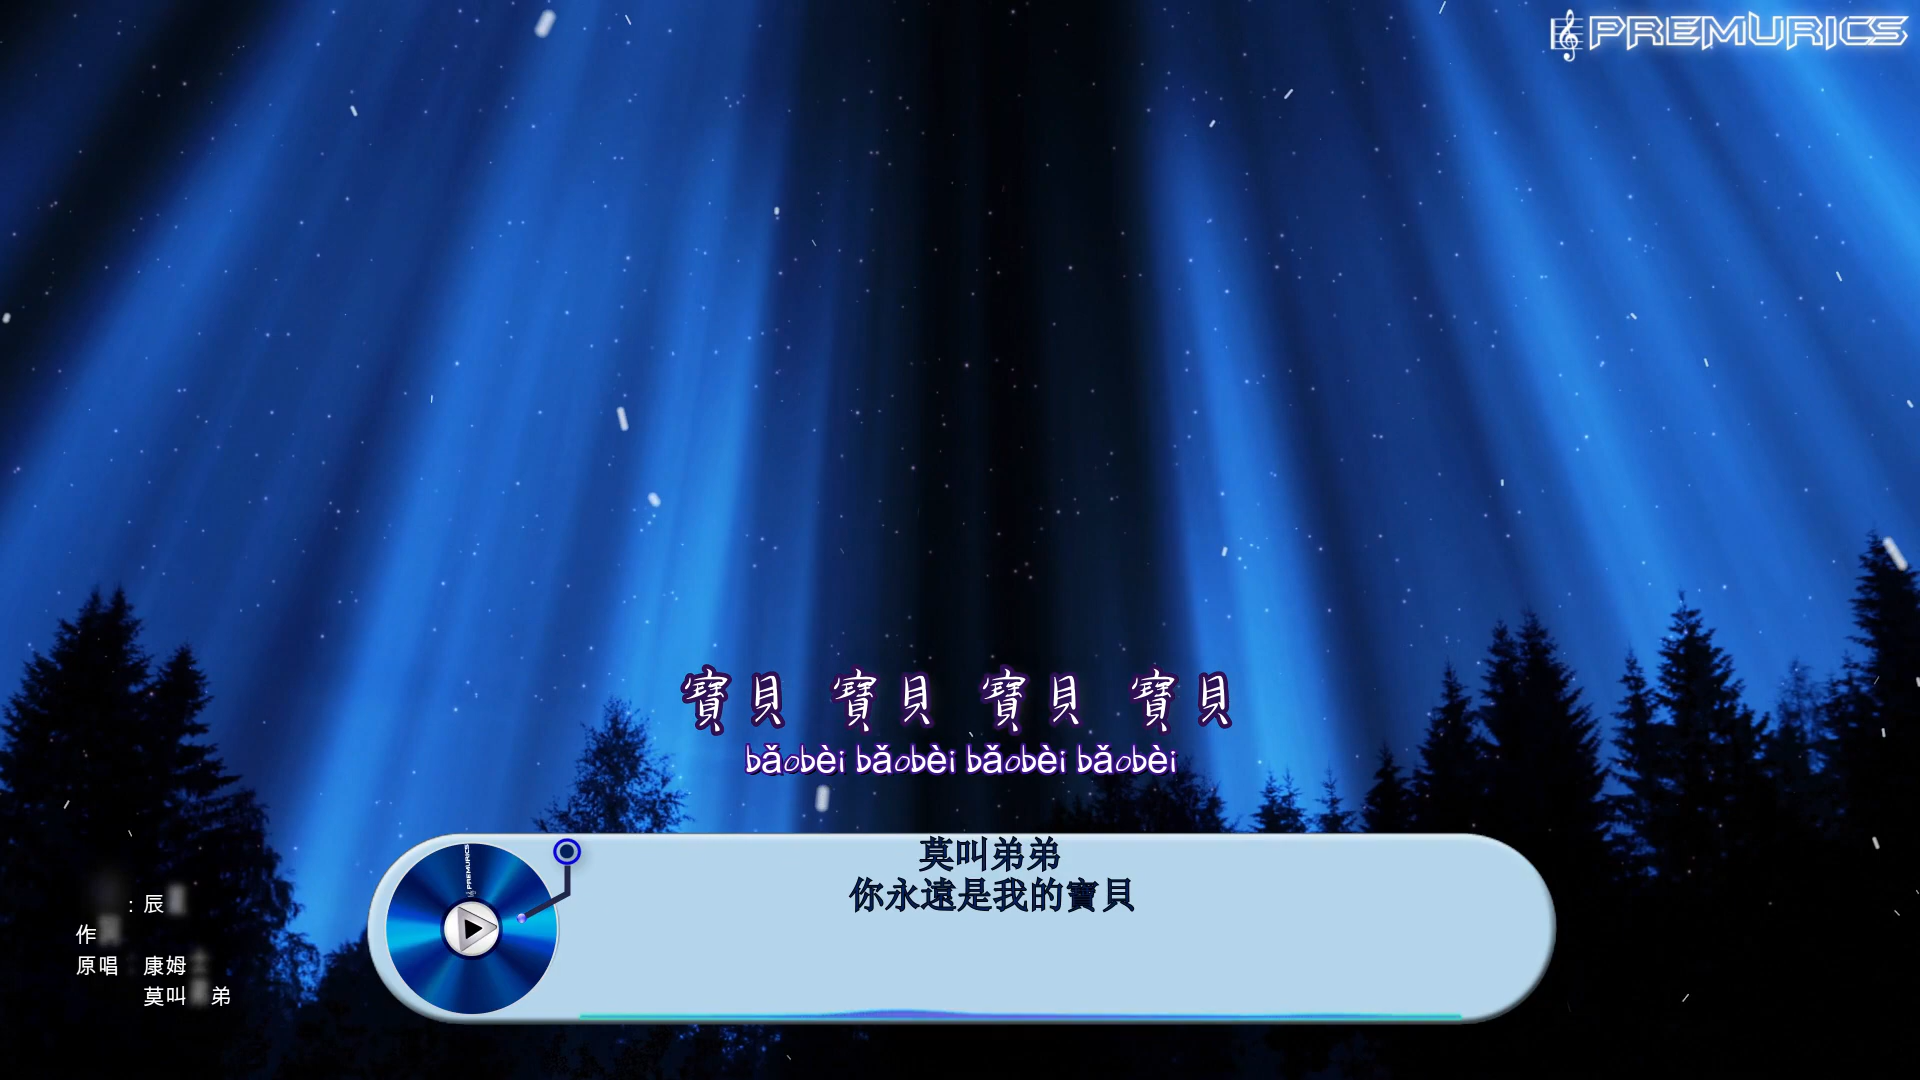 PREMURICS
寶貝 寶貝 寶貝 寶貝
bǎobèi bǎobèi bǎobèi bǎobèi
莫叫弟弟
你永遠是我的寶貝
PREMURICS
: 辰
作
原唱 康姆
莫叫 弟